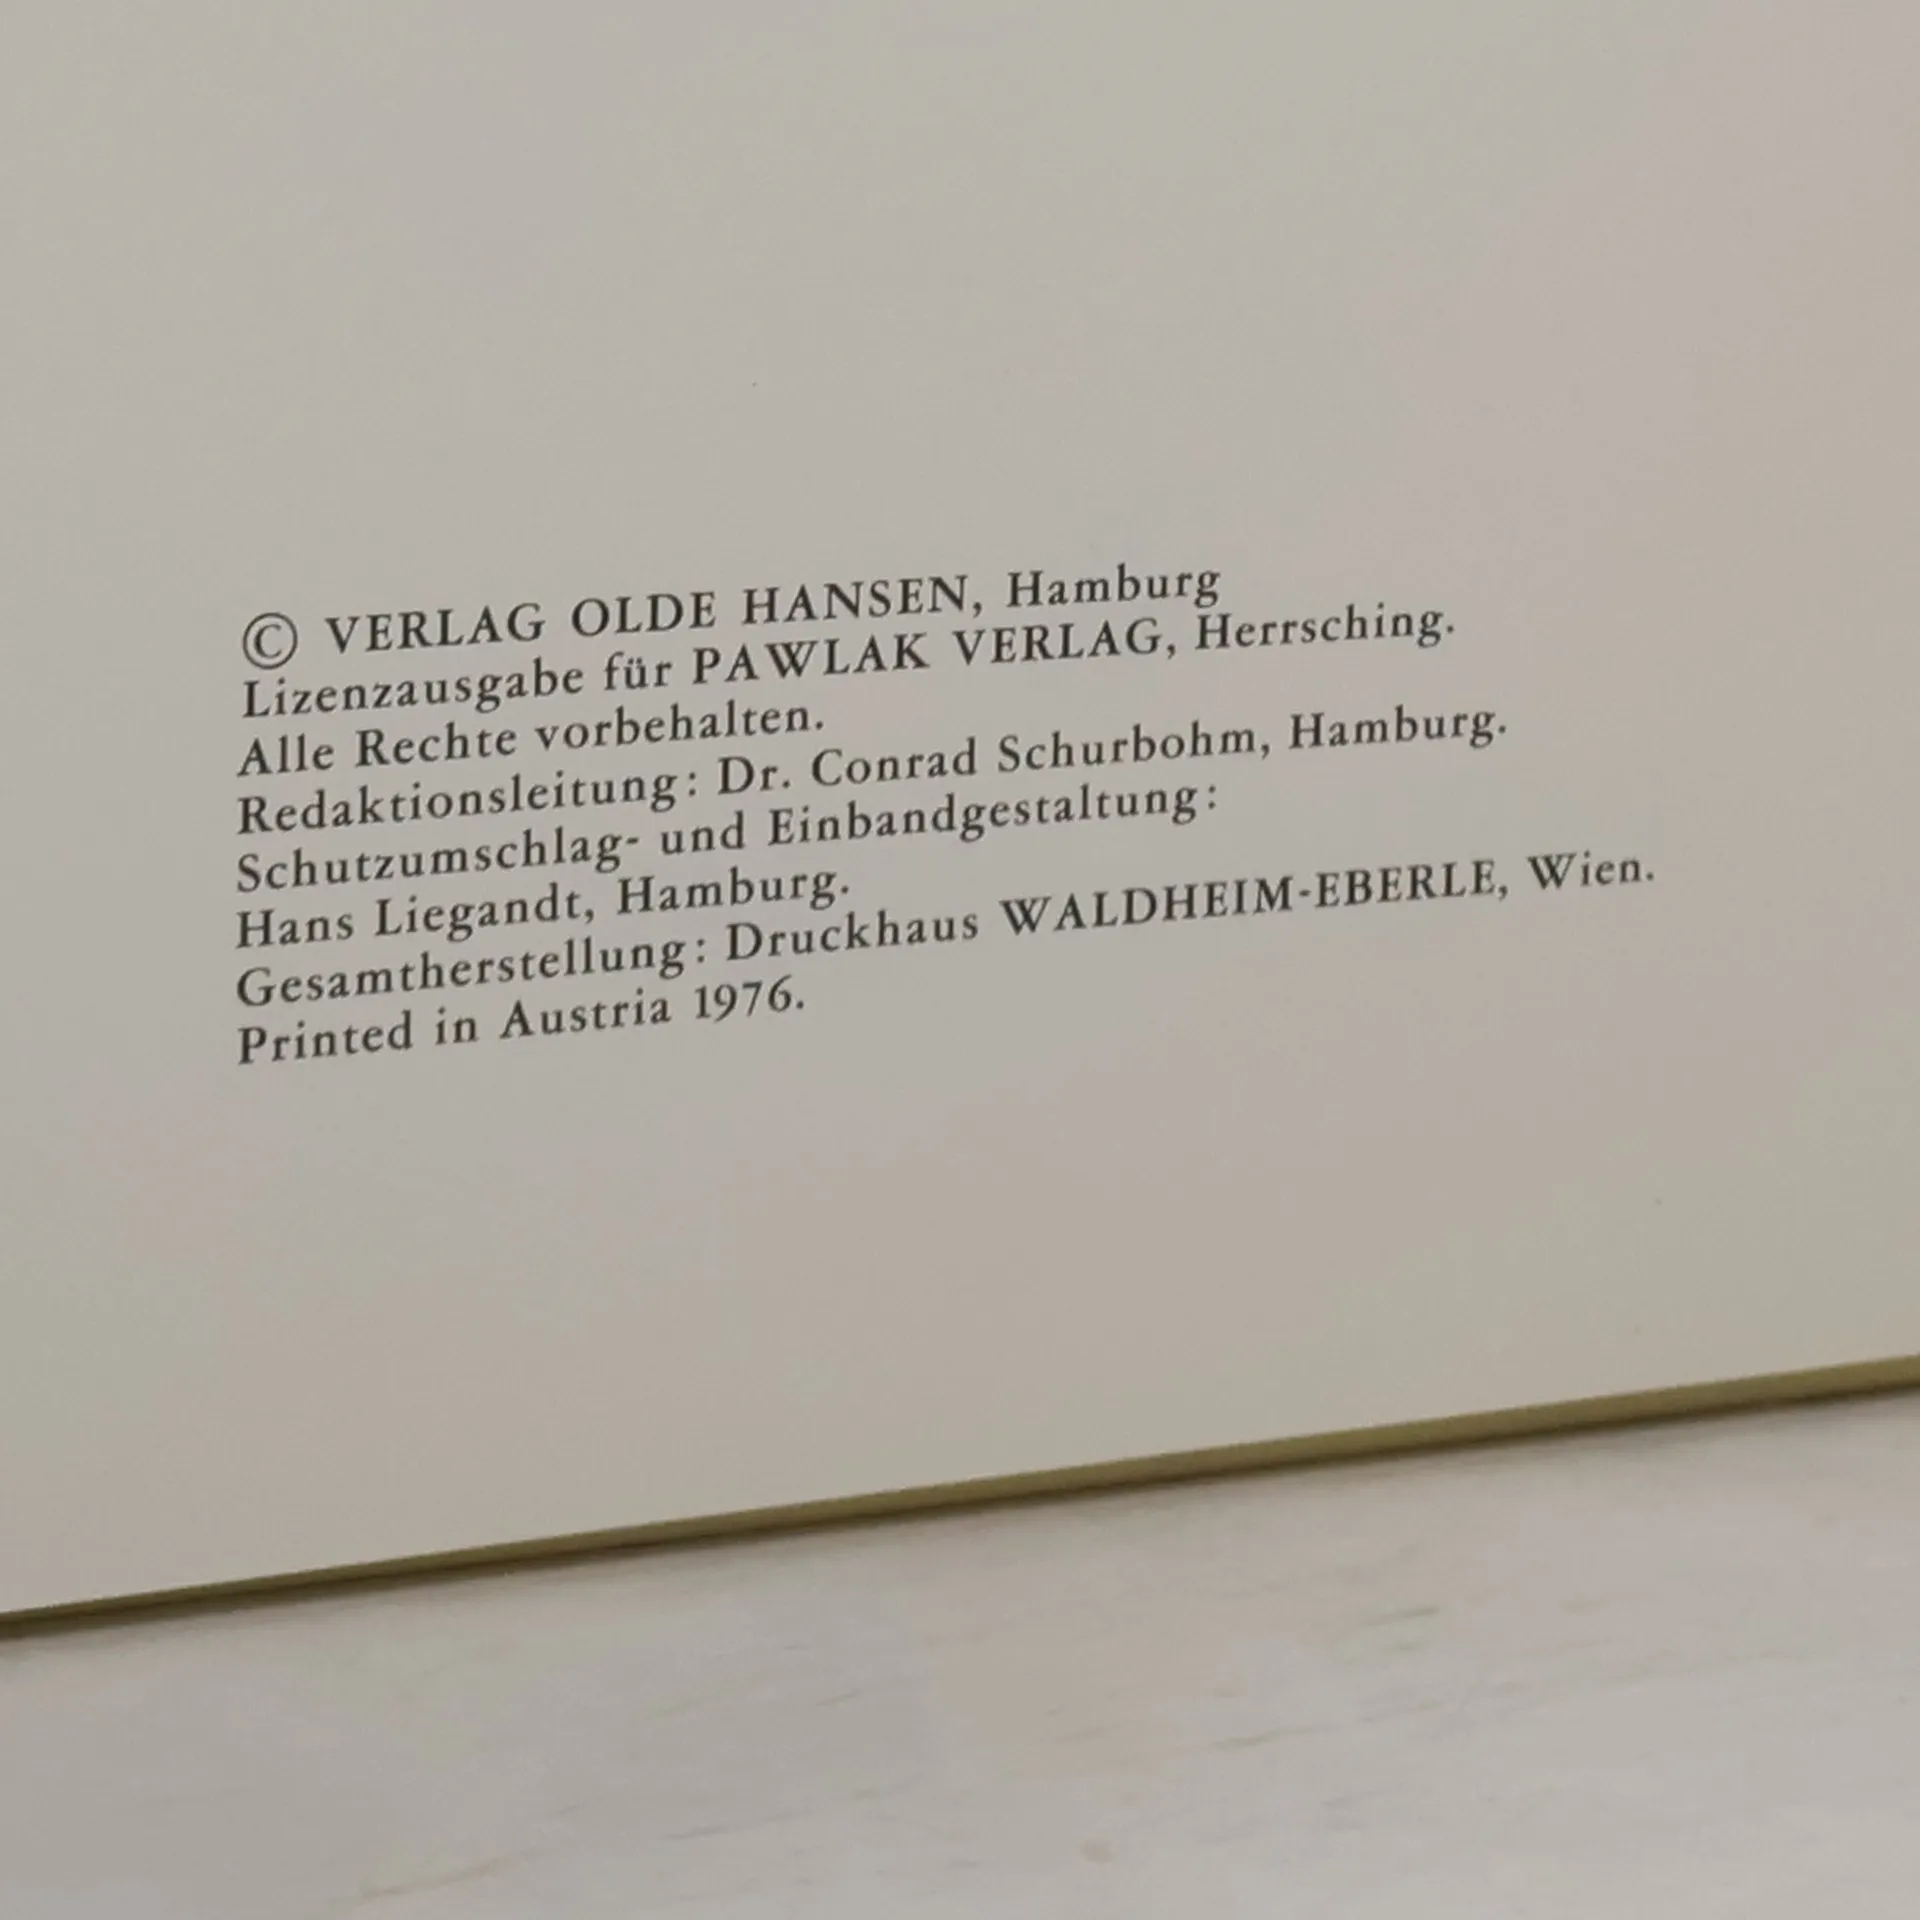 © VERLAG OLDE HANSEN, Hamburg
Lizenzausgabe für PAWLAK VERLAG, Herrsching.
Alle Rechte vorbehalten.
Redaktionsleitung: Dr. Conrad Schurbohm, Hamburg.
Schutzumschlag- und Einbandgestaltung:
Hans Liegandt, Hamburg.
Gesamtherstellung: Druckhaus WALDHEIM-EBERLE, Wien.
Printed in Austria 1976.